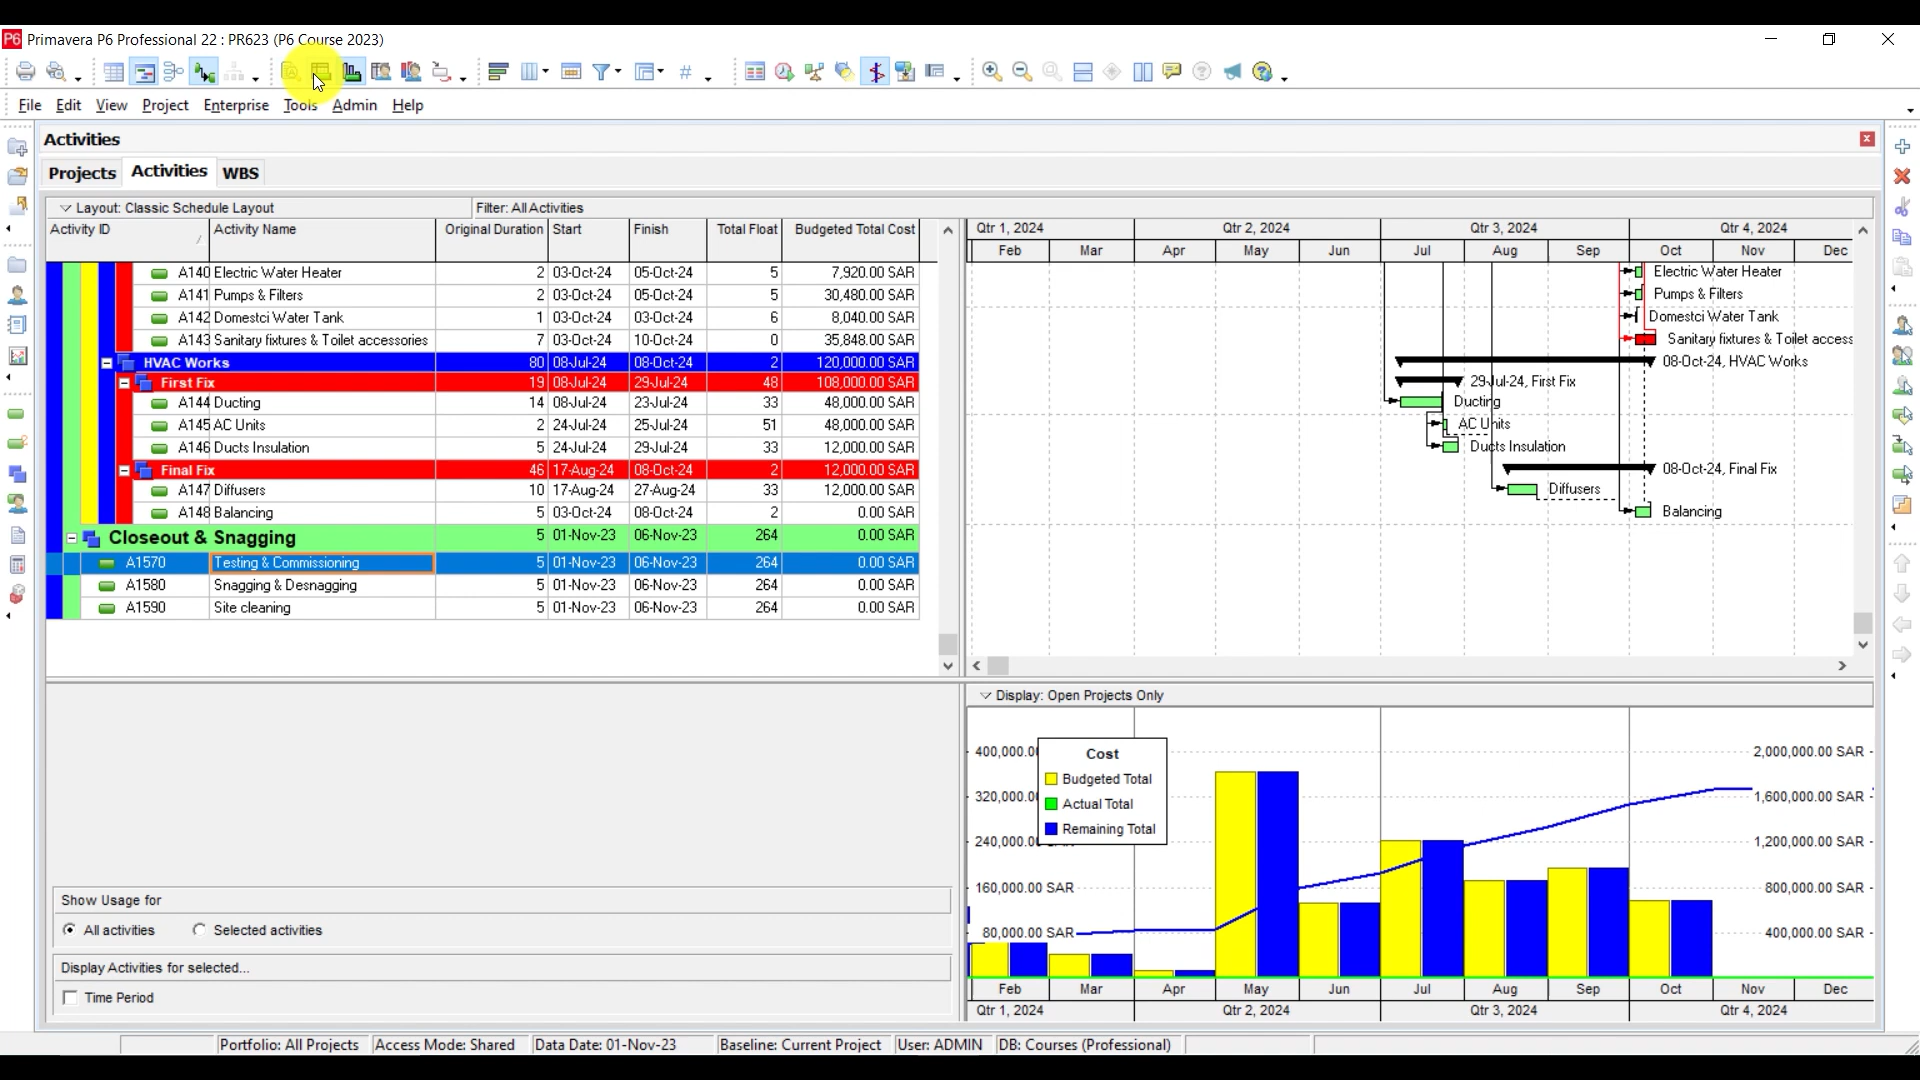 P6 Primavera P6 Professional 22 : PR623 (P6 Course 2023)
File Edit View Project Enterprise Tools Admin Help
Activities
Projects Activities WBS
Layout: Classic Schedule Layout Filter: All Activities
Activity ID Activity Name Original Duration Start Finish Total Float Budgeted Total Cost
Qtr 1, 2024 Qtr 2, 2024 Qtr 3, 2024 Qtr 4, 2024
Feb Mar Apr May Jun Jul Aug Sep Oct Nov Dec
A140 Electric Water Heater 2 03-Oct-24 05-Oct-24 5 7,920.00 SAR Electric Water Heater
A141 Pumps & Filters 2 03-Oct-24 05-Oct-24 5 30,480.00 SAR Pumps & Filters
A142 Domestci Water Tank 1 03-Oct-24 03-Oct-24 6 8,040.00 SAR Domestci Water Tank
A143 Sanitary fixtures & Toilet accessories 7 03-Oct-24 10-Oct-24 0 35,848.00 SAR Sanitary fixtures & Toilet access
HVAC Works 80 08-Jul-24 08-Oct-24 2 120,000.00 SAR 08-Oct-24, HVAC Works
First Fix 19 08-Jul-24 29-Jul-24 48 108,000.00 SAR 29-Jul-24, First Fix
A144 Ducting 14 08-Jul-24 23-Jul-24 33 48,000.00 SAR Ducting
A145 AC Units 2 24-Jul-24 25-Jul-24 51 48,000.00 SAR AC Units
A146 Ducts Insulation 5 24-Jul-24 29-Jul-24 33 12,000.00 SAR Ducts Insulation
Final Fix 46 17-Aug-24 08-Oct-24 2 12,000.00 SAR 08-Oct-24, Final Fix
A147 Diffusers 10 17-Aug-24 27-Aug-24 33 12,000.00 SAR Diffusers
A148 Balancing 5 03-Oct-24 08-Oct-24 2 0.00 SAR Balancing
Closeout & Snagging 5 01-Nov-23 06-Nov-23 264 0.00 SAR
A1570 Testing & Commissioning 5 01-Nov-23 06-Nov-23 264 0.00 SAR
A1580 Snagging & Desnagging 5 01-Nov-23 06-Nov-23 264 0.00 SAR
A1590 Site cleaning 5 01-Nov-23 06-Nov-23 264 0.00 SAR
Display: Open Projects Only
400,000.0 Cost 2,000,000.00 SAR
Budgeted Total
320,000.0 Actual Total 1,600,000.00 SAR
Remaining Total
240,000.0 1,200,000.00 SAR
160,000.00 SAR 800,000.00 SAR
80,000.00 SAR 400,000.00 SAR
Feb Mar Apr May Jun Jul Aug Sep Oct Nov Dec
Qtr 1, 2024 Qtr 2, 2024 Qtr 3, 2024 Qtr 4, 2024
Show Usage for
All activities Selected activities
Display Activities for selected...
Time Period
Portfolio: All Projects Access Mode: Shared Data Date: 01-Nov-23 Baseline: Current Project User: ADMIN DB: Courses (Professional)